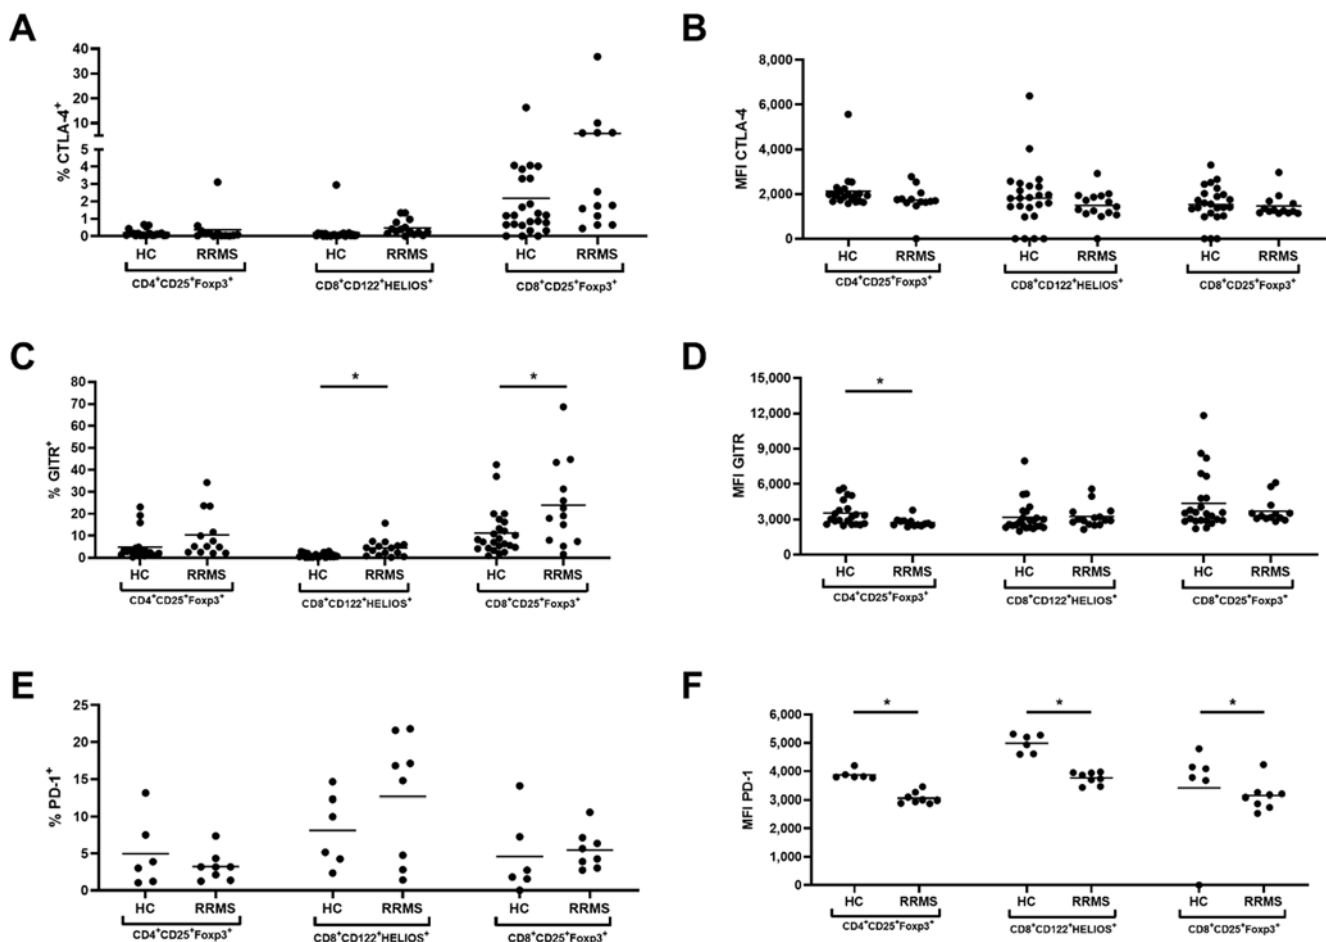 A
% CTLA-4⁺
40
30
20
10
5
5
4
3
2
1
0
HC RRMS HC RRMS HC RRMS
CD4⁺CD25⁺Foxp3⁺ CD8⁺CD122⁺HELIOS⁺ CD8⁺CD25⁺Foxp3⁺
B
MFI CTLA-4
8,000
6,000
4,000
2,000
0
HC RRMS HC RRMS HC RRMS
CD4⁺CD25⁺Foxp3⁺ CD8⁺CD122⁺HELIOS⁺ CD8⁺CD25⁺Foxp3⁺
C
% GITR⁺
80
70
60
50
40
30
20
10
0
* *
HC RRMS HC RRMS HC RRMS
CD4⁺CD25⁺Foxp3⁺ CD8⁺CD122⁺HELIOS⁺ CD8⁺CD25⁺Foxp3⁺
D
MFI GITR
15,000
12,000
9,000
6,000
3,000
0
*
HC RRMS HC RRMS HC RRMS
CD4⁺CD25⁺Foxp3⁺ CD8⁺CD122⁺HELIOS⁺ CD8⁺CD25⁺Foxp3⁺
E
% PD-1⁺
25
20
15
10
5
0
HC RRMS HC RRMS HC RRMS
CD4⁺CD25⁺Foxp3⁺ CD8⁺CD122⁺HELIOS⁺ CD8⁺CD25⁺Foxp3⁺
F
MFI PD-1
6,000
5,000
4,000
3,000
2,000
1,000
0
* * *
HC RRMS HC RRMS HC RRMS
CD4⁺CD25⁺Foxp3⁺ CD8⁺CD122⁺HELIOS⁺ CD8⁺CD25⁺Foxp3⁺